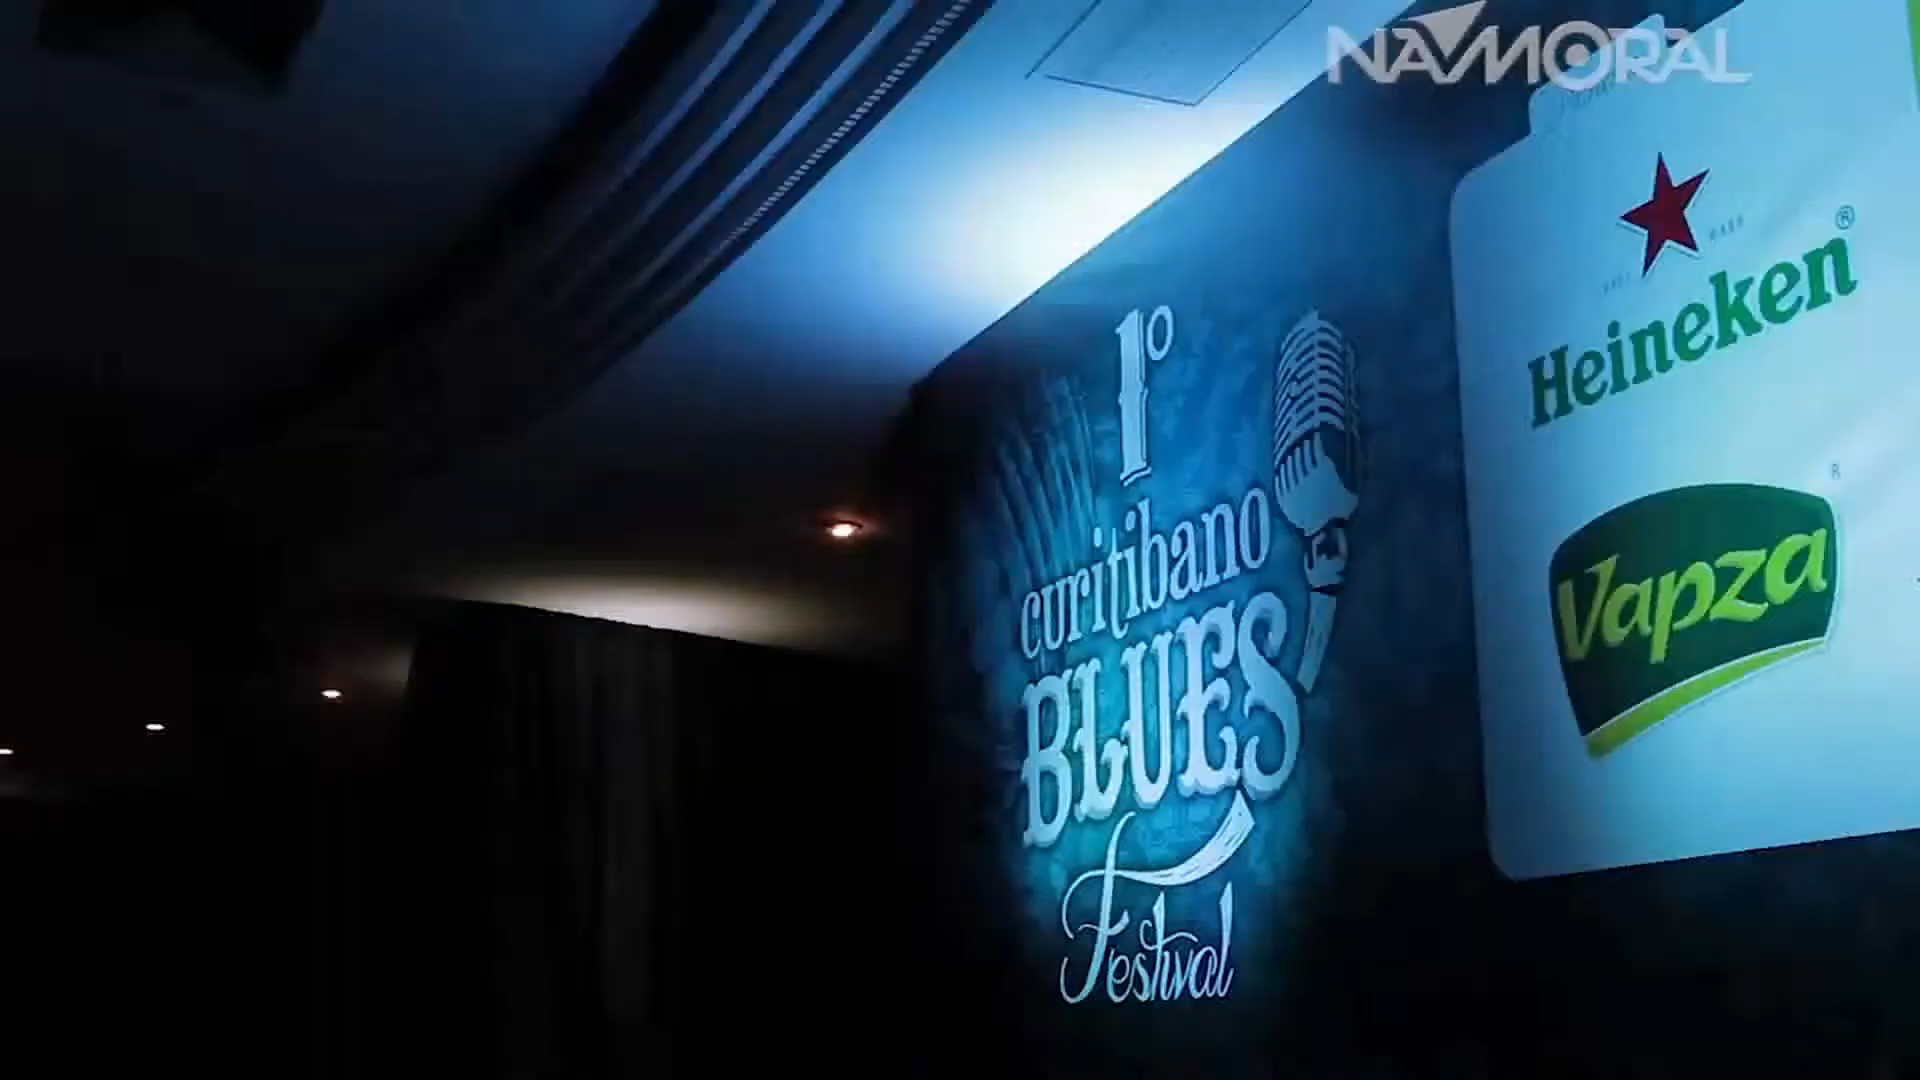 NAMORAL
1º
curitibano
BLUES
Festival
Heineken®
Vapza®